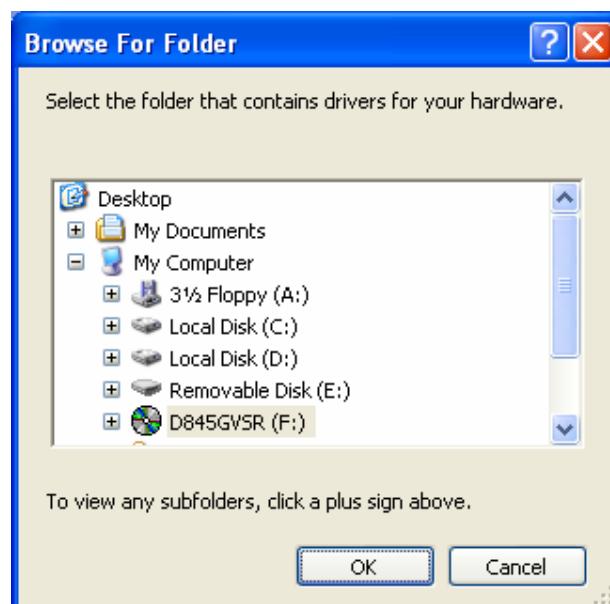 Browse For Folder
Select the folder that contains drivers for your hardware.
Desktop
My Documents
My Computer
3½ Floppy (A:)
Local Disk (C:)
Local Disk (D:)
Removable Disk (E:)
D845GVSR (F:)
To view any subfolders, click a plus sign above.
OK Cancel